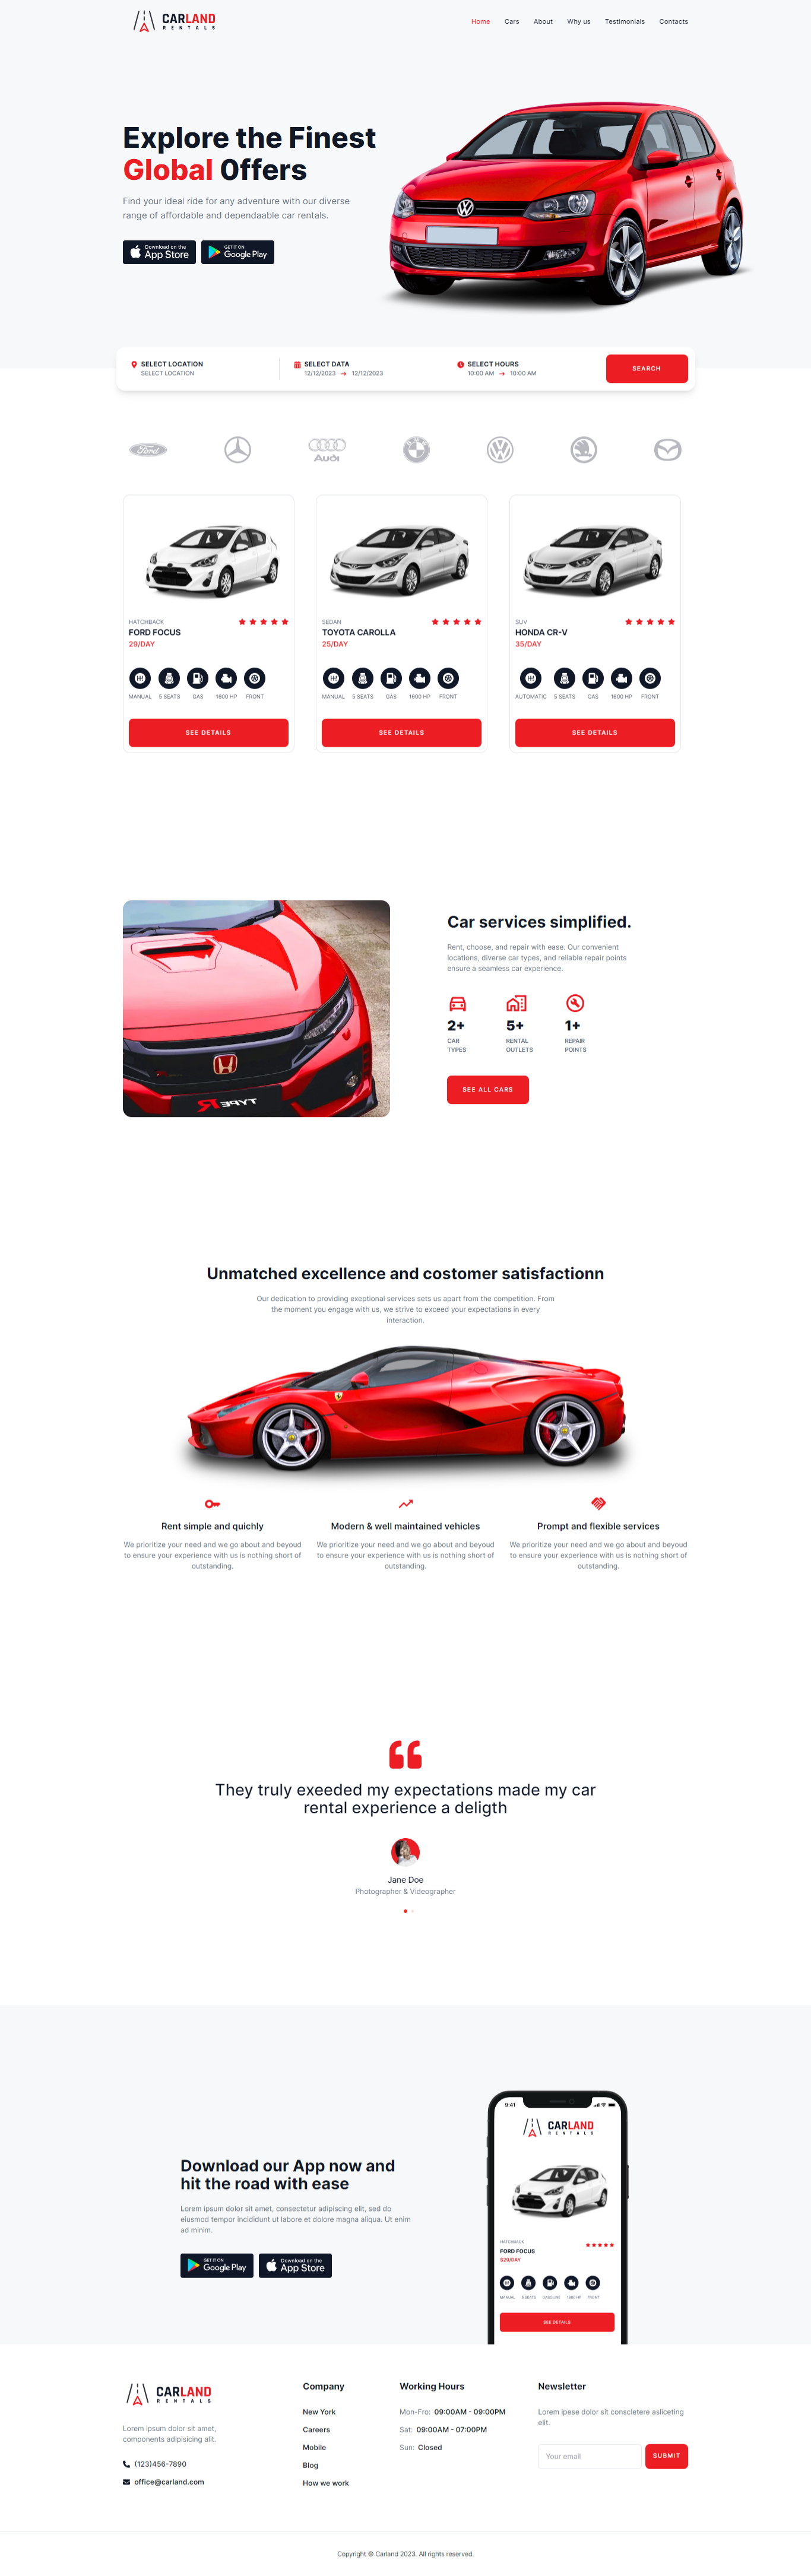 CARLAND
RENTALS
Home Cars About Why us Testimonials Contacts
Explore the Finest
Global Offers
Find your ideal ride for any adventure with our diverse
range of affordable and dependaable car rentals.
Download on the
App Store
GET IT ON
Google Play
SELECT LOCATION
SELECT LOCATION
SELECT DATA
12/12/2023 → 12/12/2023
SELECT HOURS
10:00 AM → 10:00 AM
SEARCH
Ford
Audi
HATCHBACK
FORD FOCUS
29/DAY
MANUAL 5 SEATS GAS 1600 HP FRONT
SEE DETAILS
SEDAN
TOYOTA CAROLLA
25/DAY
MANUAL 5 SEATS GAS 1600 HP FRONT
SEE DETAILS
SUV
HONDA CR-V
35/DAY
AUTOMATIC 5 SEATS GAS 1600 HP FRONT
SEE DETAILS
TYPE R
Car services simplified.
Rent, choose, and repair with ease. Our convenient
locations, diverse car types, and reliable repair points
ensure a seamless car experience.
2+
CAR
TYPES
5+
RENTAL
OUTLETS
1+
REPAIR
POINTS
SEE ALL CARS
Unmatched excellence and costomer satisfactionn
Our dedication to providing exeptional services sets us apart from the competition. From
the moment you engage with us, we strive to exceed your expectations in every
interaction.
Rent simple and quichly
We prioritize your need and we go about and beyoud
to ensure your experience with us is nothing short of
outstanding.
Modern & well maintained vehicles
We prioritize your need and we go about and beyoud
to ensure your experience with us is nothing short of
outstanding.
Prompt and flexible services
We prioritize your need and we go about and beyoud
to ensure your experience with us is nothing short of
outstanding.
They truly exeeded my expectations made my car
rental experience a deligth
Jane Doe
Photographer & Videographer
Download our App now and
hit the road with ease
Lorem ipsum dolor sit amet, consectetur adipiscing elit, sed do
eiusmod tempor incididunt ut labore et dolore magna aliqua. Ut enim
ad minim.
GET IT ON
Google Play
Download on the
App Store
9:41
CARLAND
RENTALS
HATCHBACK
FORD FOCUS
$29/DAY
MANUAL 5 SEATS GASOLINE 1600 HP FRONT
SEE DETAILS
CARLAND
RENTALS
Lorem ipsum dolor sit amet,
components adipisicing alit.
(123)456-7890
office@carland.com
Company
New York
Careers
Mobile
Blog
How we work
Working Hours
Mon-Fro: 09:00AM - 09:00PM
Sat: 09:00AM - 07:00PM
Sun: Closed
Newsletter
Lorem ipese dolor sit conscletere asliceting
elit.
Your email
SUBMIT
Copyright © Carland 2023. All rights reserved.